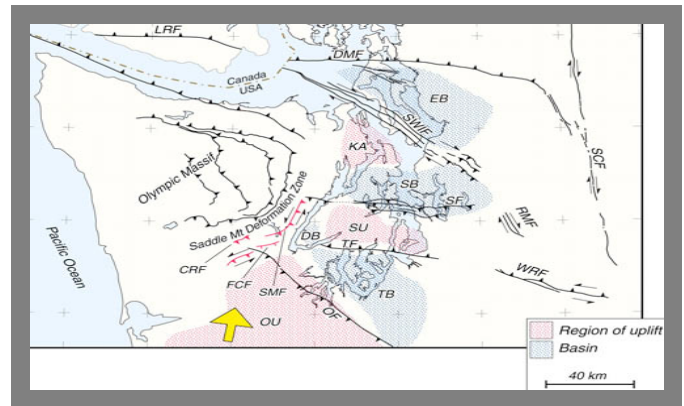 LRF
DMF
Canada
USA
EB
SWIF
KA
SCF
Olympic Massif
SB
SF
Saddle Mt Deformation Zone
RMF
SU
DB
TF
Pacific Ocean
CRF
WRF
FCF
SMF
TB
OF
OU
Region of uplift
Basin
40 km